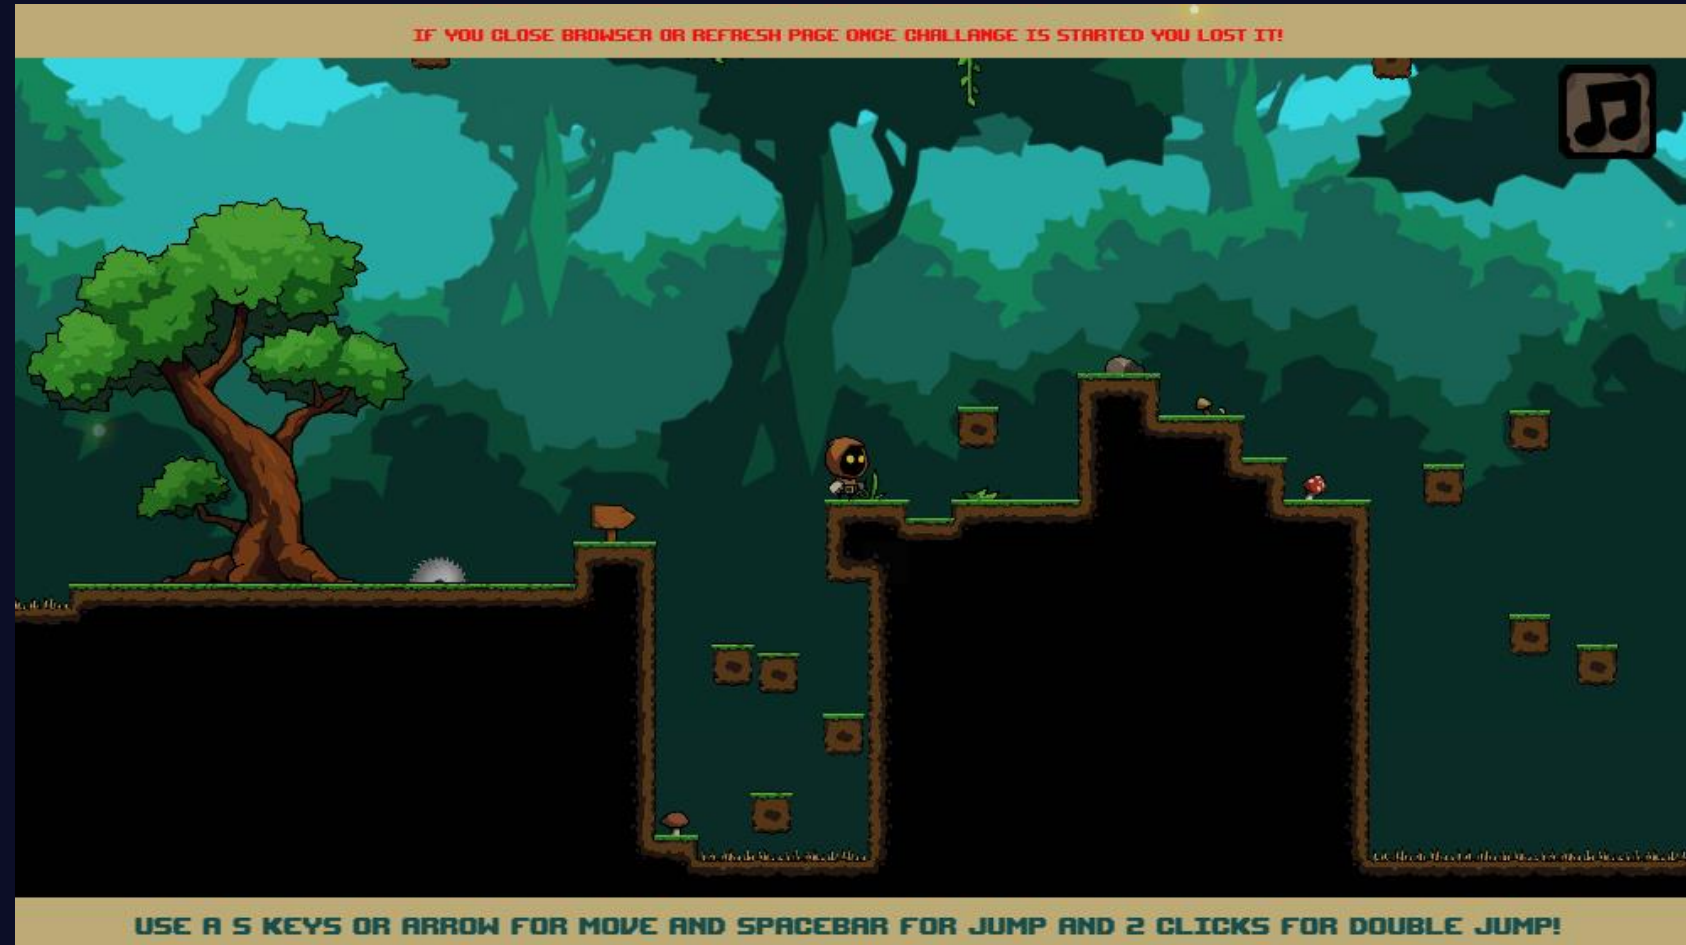 IF YOU CLOSE BROWSER OR REFRESH PAGE ONCE CHALLANGE IS STARTED YOU LOST IT!
USE A S KEYS OR ARROW FOR MOVE AND SPACEBAR FOR JUMP AND 2 CLICKS FOR DOUBLE JUMP!